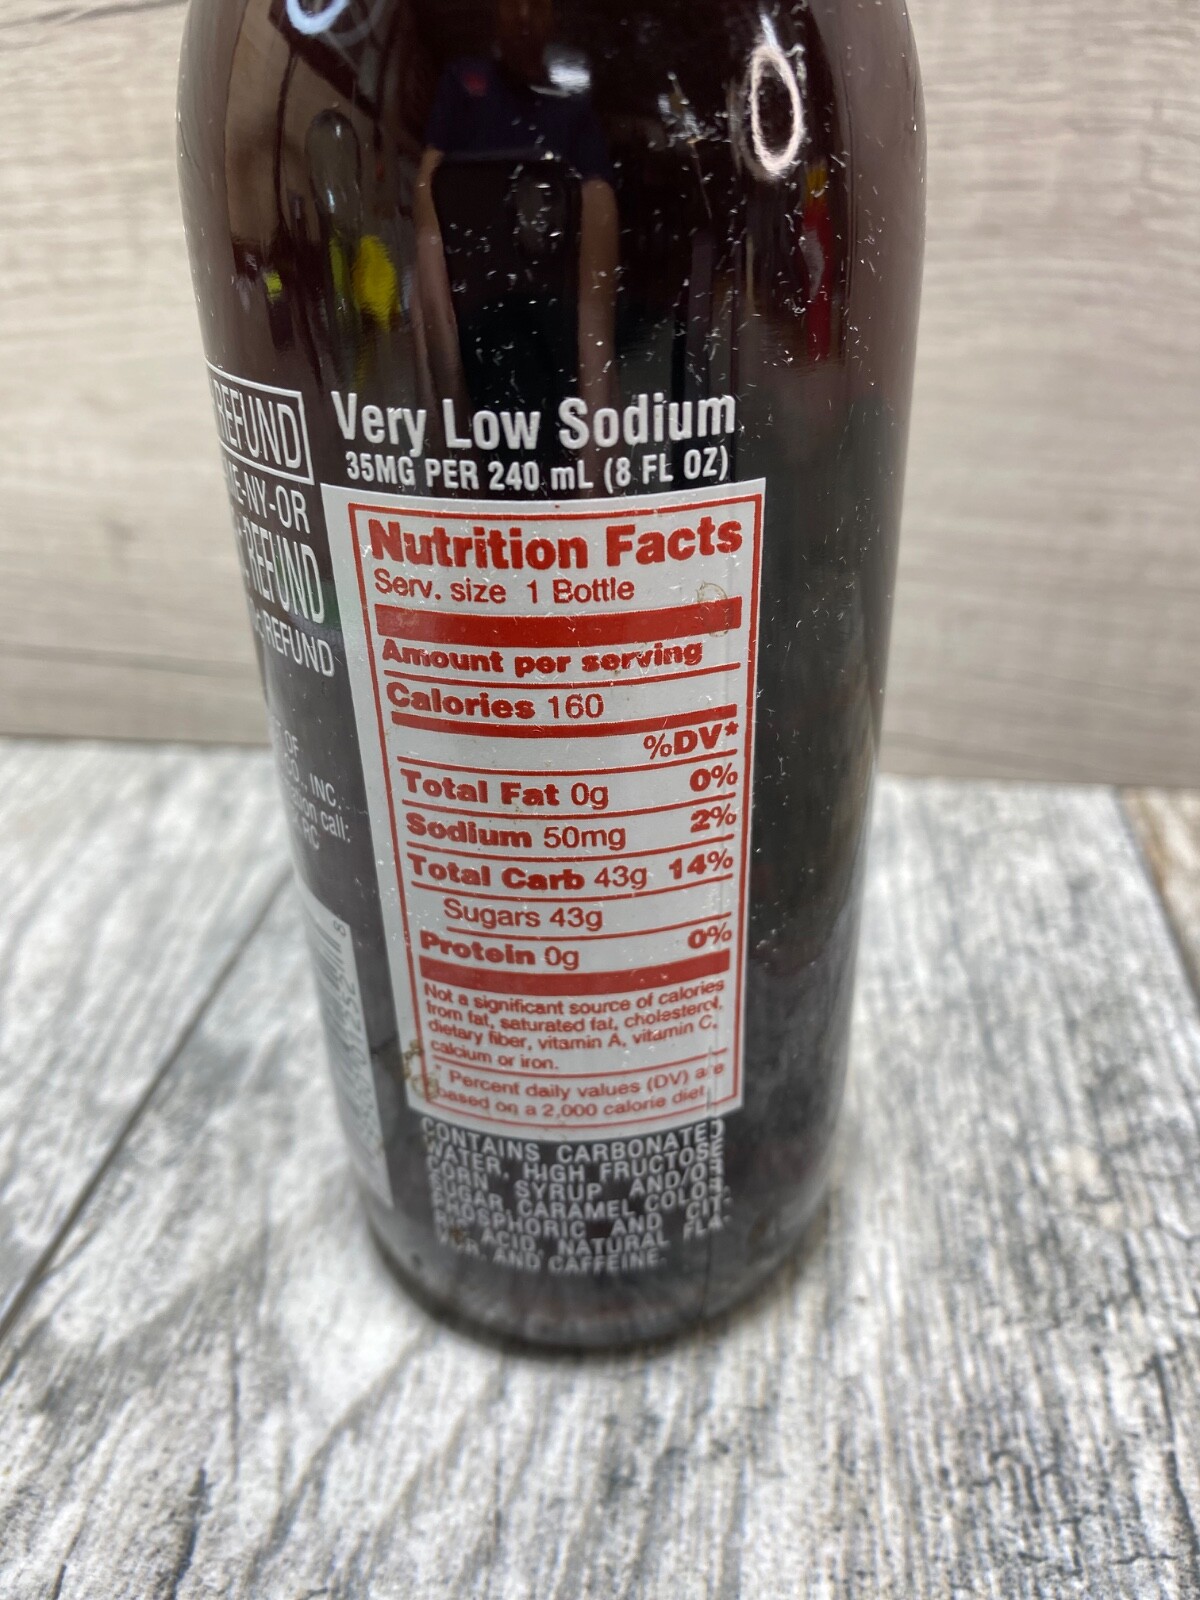 REFUND
ME-NY-OR
REFUND
REFUND
OF
CO., INC.
call:
Very Low Sodium
35MG PER 240 mL (8 FL OZ)
Nutrition Facts
Serv. size 1 Bottle
Amount per serving
Calories 160
%DV*
Total Fat 0g 0%
Sodium 50mg 2%
Total Carb 43g 14%
Sugars 43g
Protein 0g 0%
Not a significant source of calories
from fat, saturated fat, cholesterol,
dietary fiber, vitamin A, vitamin C,
calcium or iron.
* Percent daily values (DV) are
based on a 2,000 calorie diet.
CONTAINS CARBONATED
WATER, HIGH FRUCTOSE
CORN SYRUP AND/OR
SUGAR, CARAMEL COLOR,
PHOSPHORIC AND CIT-
RIC ACID, NATURAL FLA-
VOR AND CAFFEINE.